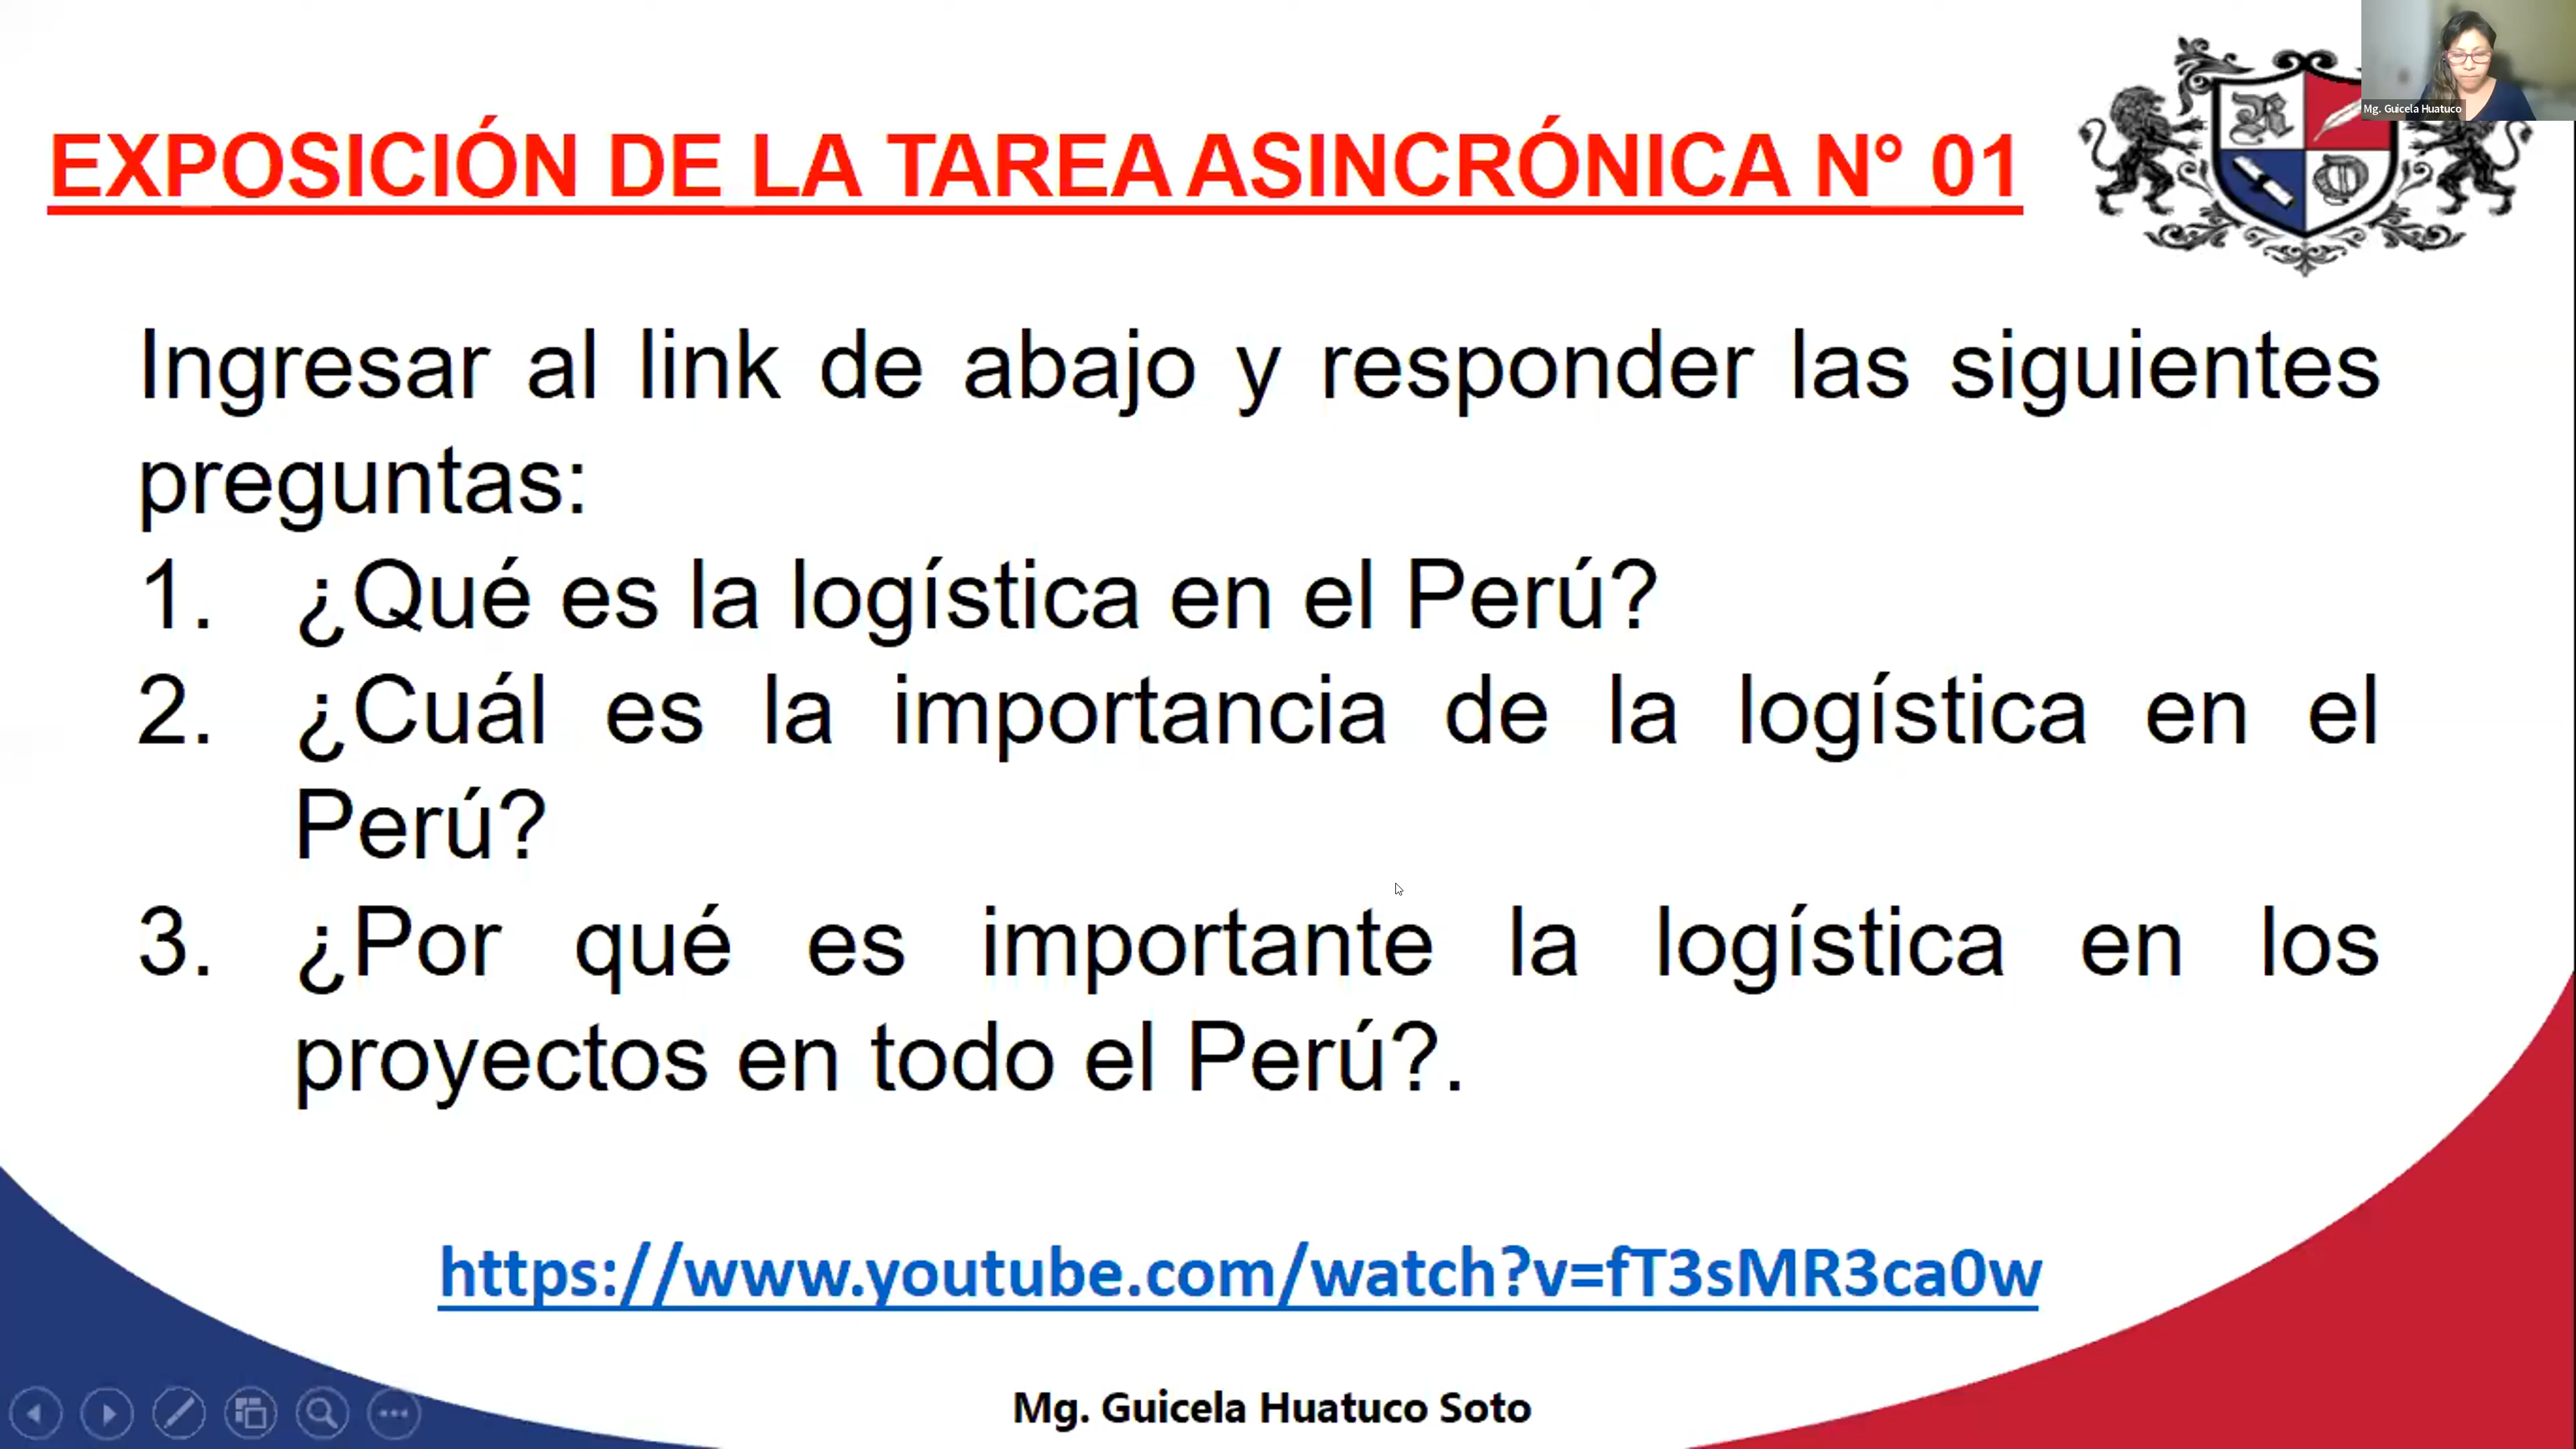 Mg. Guicela Huatuco
EXPOSICIÓN DE LA TAREA ASINCRÓNICA N° 01
Ingresar al link de abajo y responder las siguientes
preguntas:
1. ¿Qué es la logística en el Perú?
2. ¿Cuál es la importancia de la logística en el
Perú?
3. ¿Por qué es importante la logística en los
proyectos en todo el Perú?.
https://www.youtube.com/watch?v=fT3sMR3ca0w
Mg. Guicela Huatuco Soto